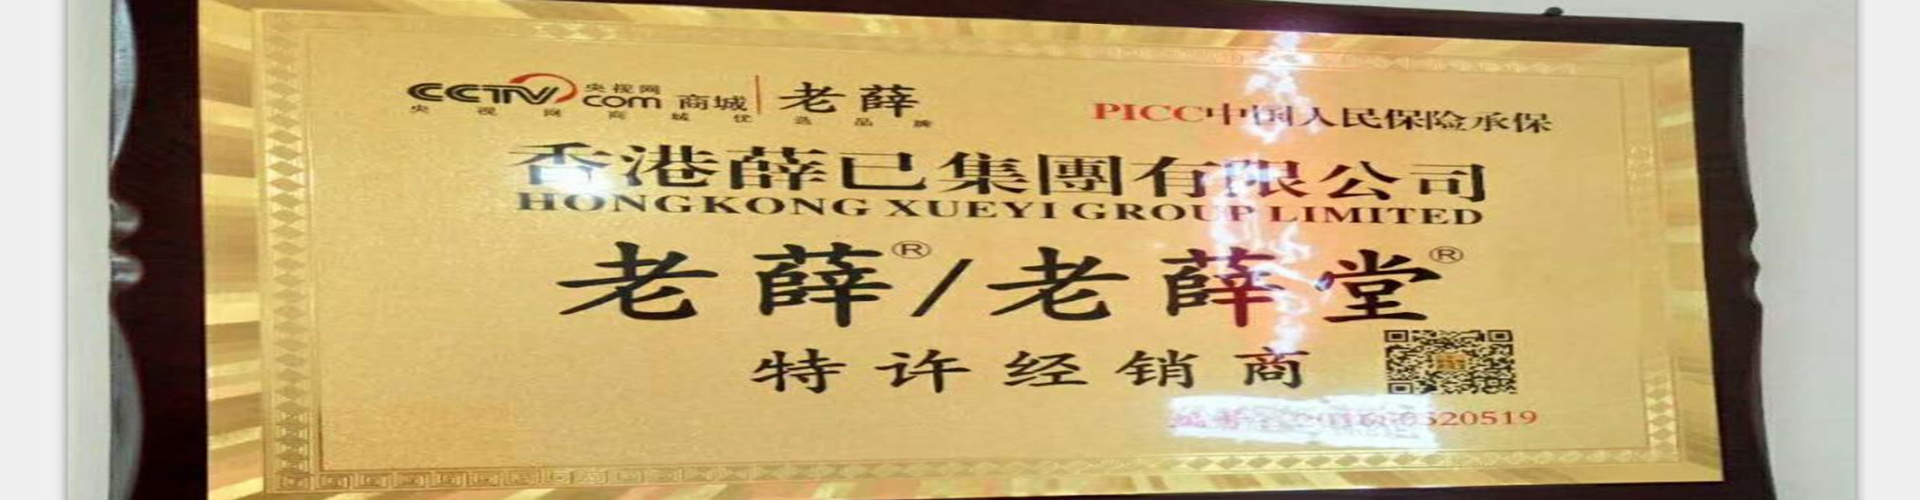 CCTV 央视网 .com 商城 | 老薛
央视网商城优选品牌
PICC中国人民保险承保
香港薛已集團有限公司
HONGKONG XUEYI GROUP LIMITED
老薛®/老薛堂®
特许经销商
520519